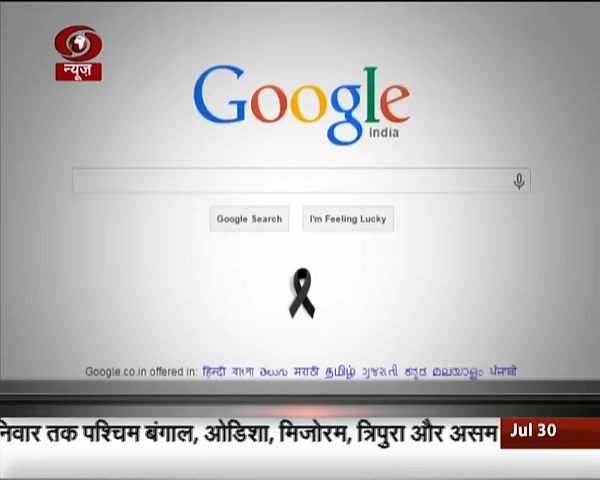 न्यूज़
Google
India
Google Search I'm Feeling Lucky
Google.co.in offered in: हिन्दी বাংলা తెలుగు मराठी தமிழ் ગુજરાતી ಕನ್ನಡ മലയാളം ਪੰਜਾਬੀ
निवार तक पश्चिम बंगाल, ओडिशा, मिजोरम, त्रिपुरा और असम Jul 30